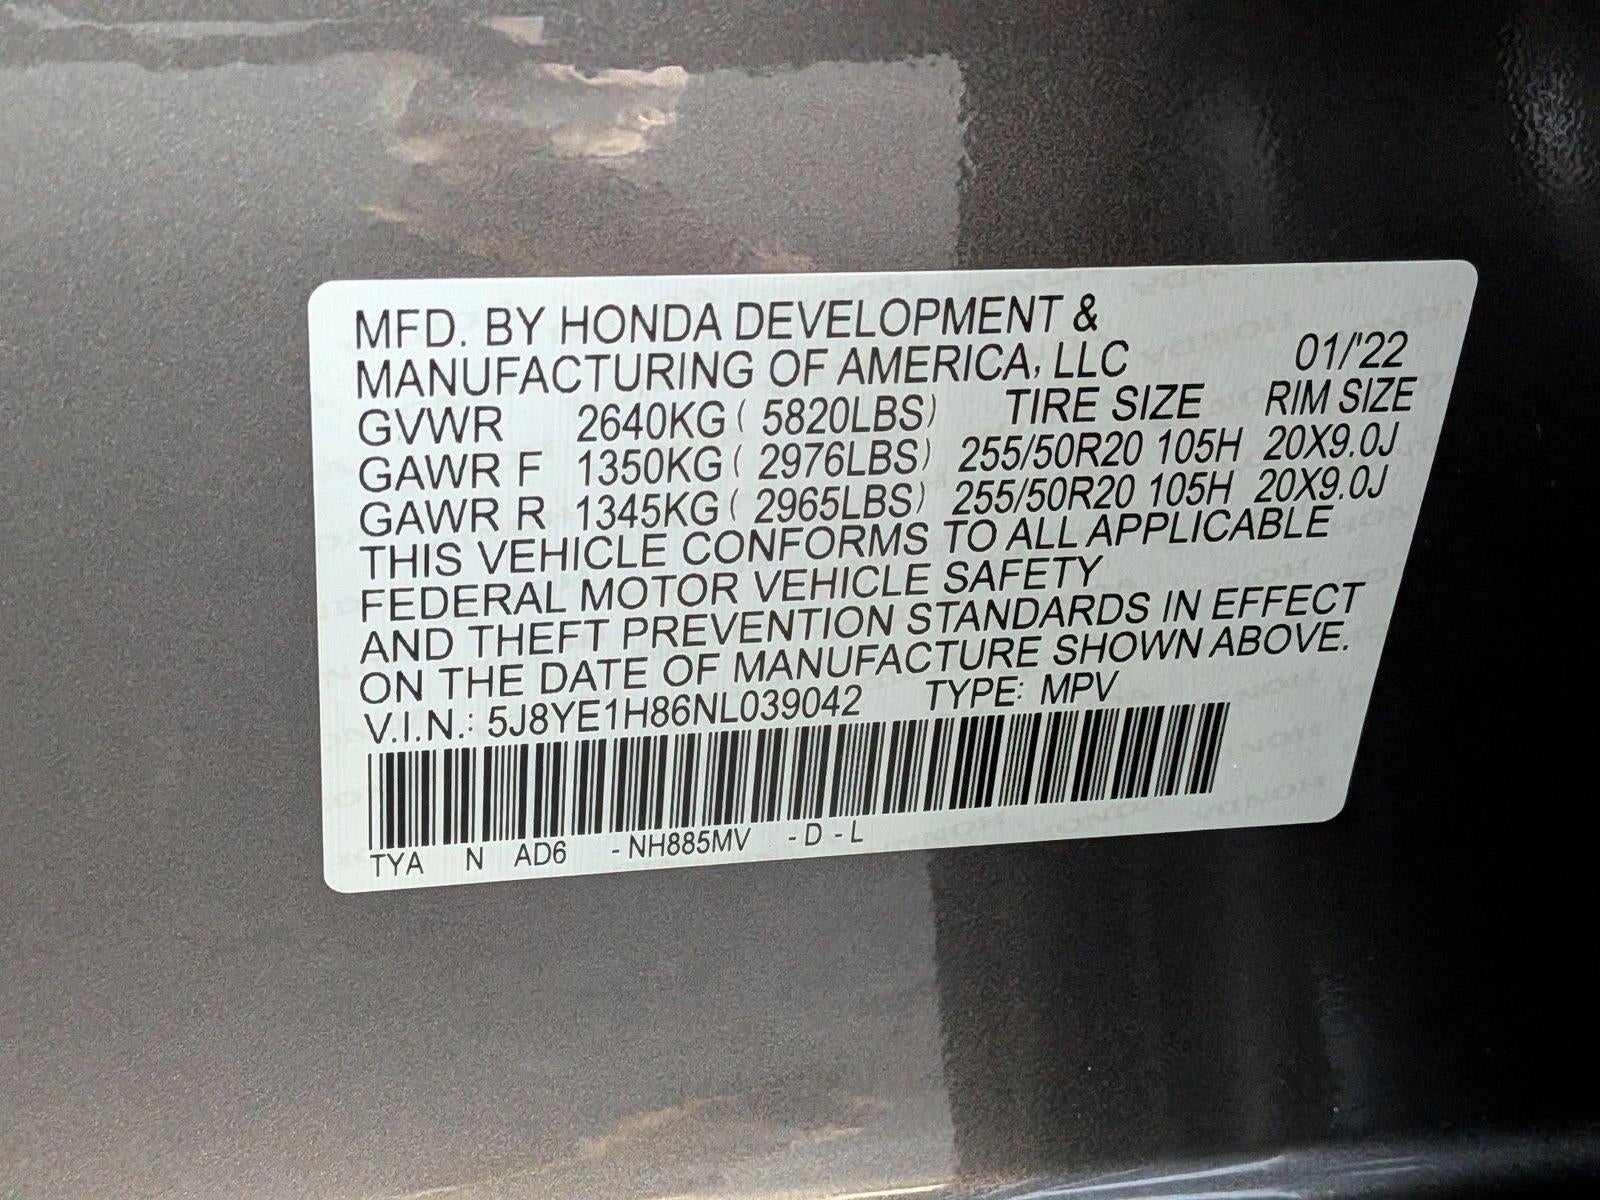 MFD. BY HONDA DEVELOPMENT &
MANUFACTURING OF AMERICA, LLC 01/'22
GVWR 2640KG ( 5820LBS) TIRE SIZE RIM SIZE
GAWR F 1350KG ( 2976LBS) 255/50R20 105H 20X9.0J
GAWR R 1345KG ( 2965LBS) 255/50R20 105H 20X9.0J
THIS VEHICLE CONFORMS TO ALL APPLICABLE
FEDERAL MOTOR VEHICLE SAFETY
AND THEFT PREVENTION STANDARDS IN EFFECT
ON THE DATE OF MANUFACTURE SHOWN ABOVE.
V.I.N.: 5J8YE1H86NL039042 TYPE: MPV
TYA N AD6 - NH885MV - D - L